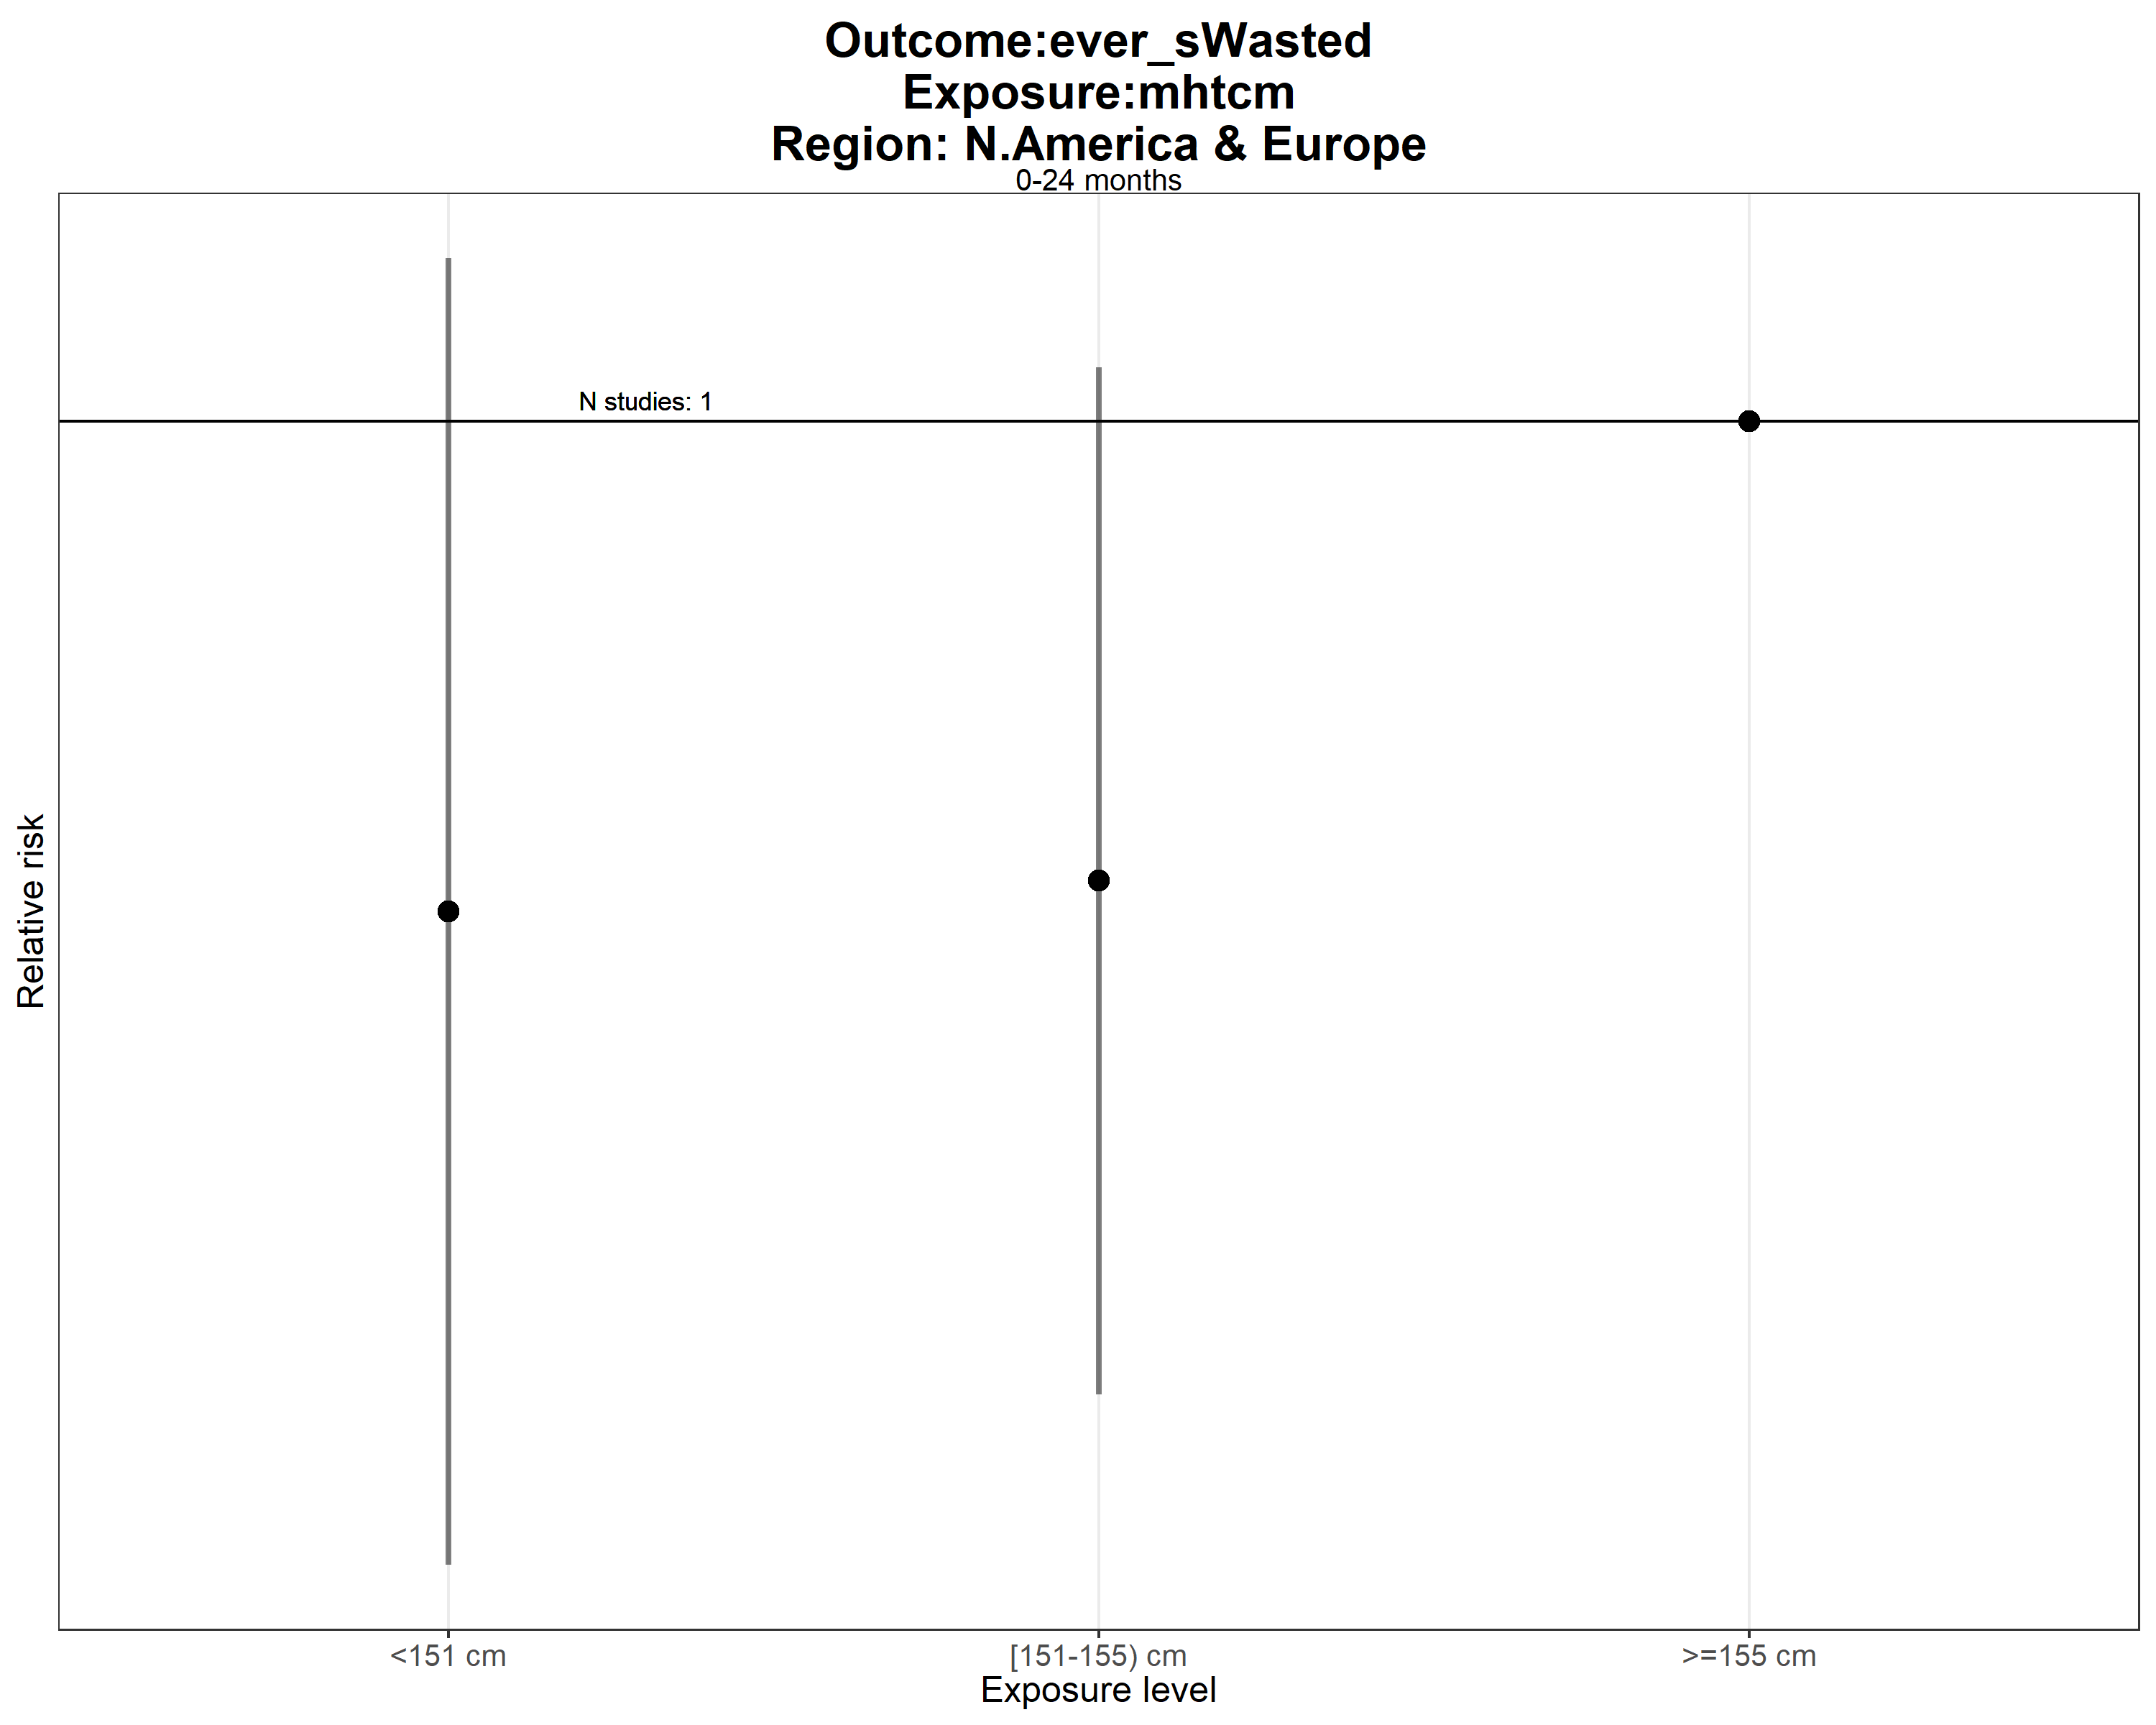 Outcome:ever_sWasted
Exposure:mhtcm
Region: N.America & Europe
0-24 months
N studies: 1
Relative risk
<151 cm
[151-155) cm
>=155 cm
Exposure level